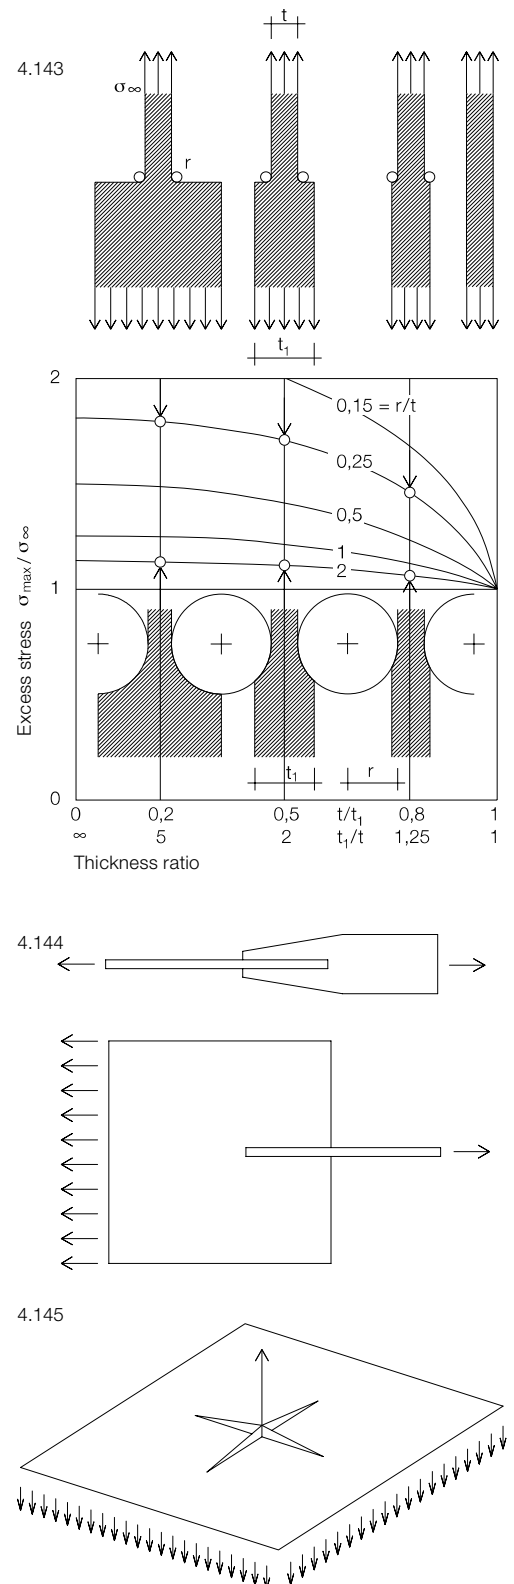 t
4.143
σ∞
r
t₁
2
0,15 = r/t
0,25
0,5
1
2
1
Excess stress σmax/σ∞
t₁
r
0
0 0,2 0,5 t/t₁ 0,8 1
∞ 5 2 t₁/t 1,25 1
Thickness ratio
4.144
4.145